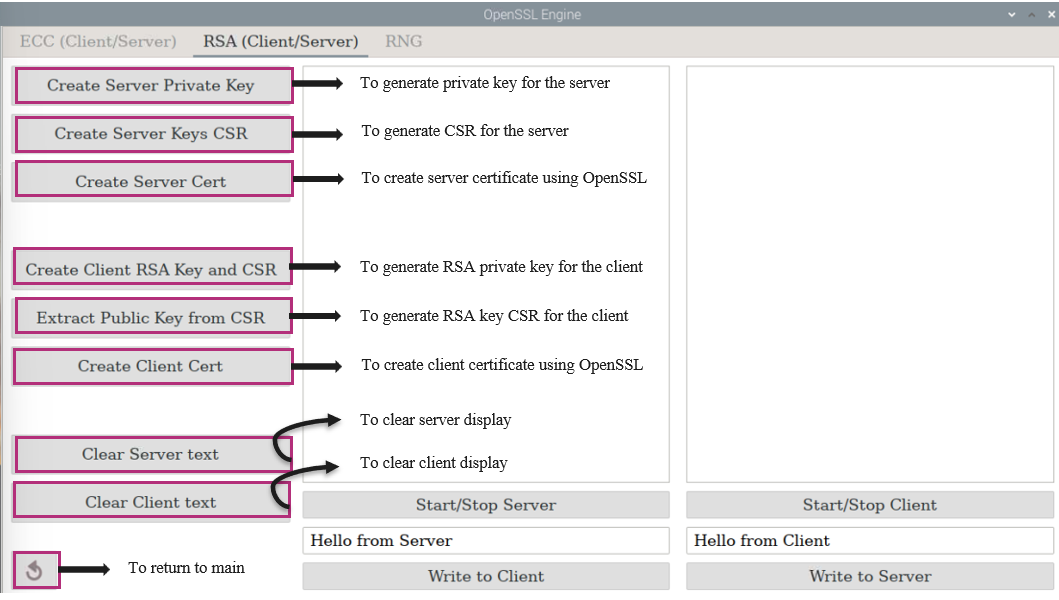 OpenSSL Engine
ECC (Client/Server) RSA (Client/Server) RNG
Create Server Private Key To generate private key for the server
Create Server Keys CSR To generate CSR for the server
Create Server Cert To create server certificate using OpenSSL
Create Client RSA Key and CSR To generate RSA private key for the client
Extract Public Key from CSR To generate RSA key CSR for the client
Create Client Cert To create client certificate using OpenSSL
To clear server display
Clear Server text
To clear client display
Clear Client text Start/Stop Server Start/Stop Client
Hello from Server Hello from Client
To return to main Write to Client Write to Server